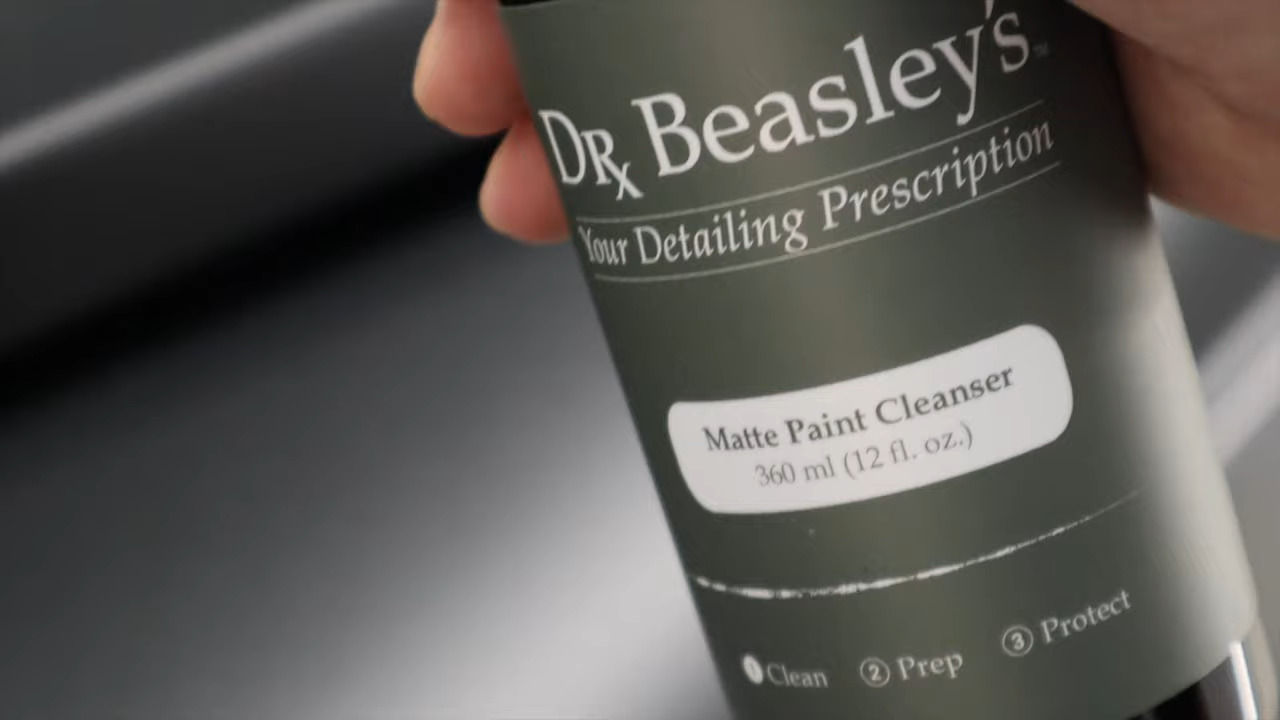 DRx Beasley's™
Your Detailing Prescription
Matte Paint Cleanser
360 ml (12 fl. oz.)
1 Clean 2 Prep 3 Protect